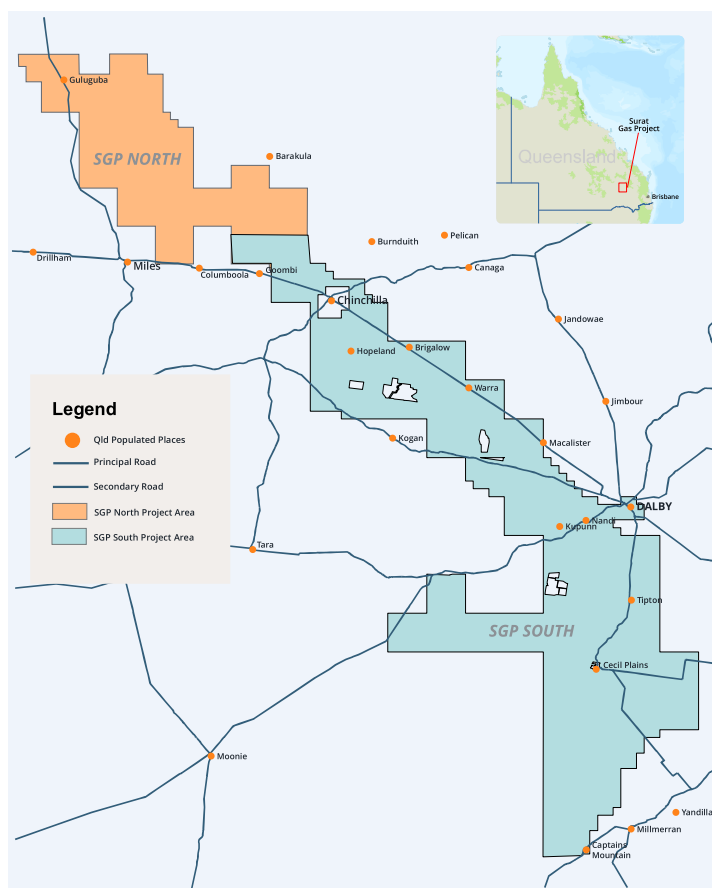 Guluguba
SGP NORTH
Barakula
Surat
Gas Project
Queensland
Brisbane
Burnduith
Pelican
Drillham
Miles
Columboola
Goombi
Canaga
Chinchilla
Jandowae
Hopeland
Brigalow
Warra
Jimbour
Kogan
Macalister
Legend
Qld Populated Places
Principal Road
Secondary Road
SGP North Project Area
SGP South Project Area
DALBY
Nandi
Kupunn
Tara
Tipton
SGP SOUTH
Cecil Plains
Moonie
Yandilla
Millmerran
Captains
Mountain